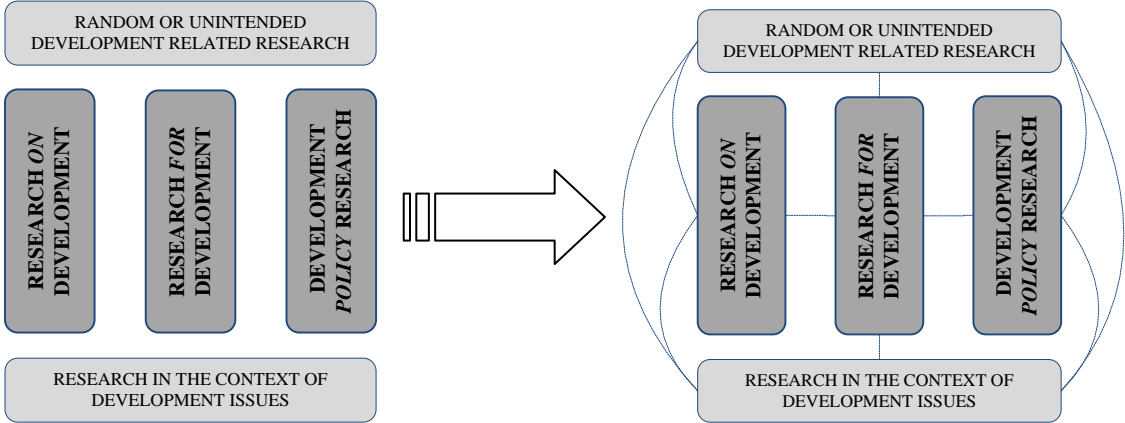 RANDOM OR UNINTENDED
DEVELOPMENT RELATED RESEARCH
RESEARCH ON
DEVELOPMENT
RESEARCH FOR
DEVELOPMENT
DEVELOPMENT
POLICY RESEARCH
RESEARCH IN THE CONTEXT OF
DEVELOPMENT ISSUES
RANDOM OR UNINTENDED
DEVELOPMENT RELATED RESEARCH
RESEARCH ON
DEVELOPMENT
RESEARCH FOR
DEVELOPMENT
DEVELOPMENT
POLICY RESEARCH
RESEARCH IN THE CONTEXT OF
DEVELOPMENT ISSUES